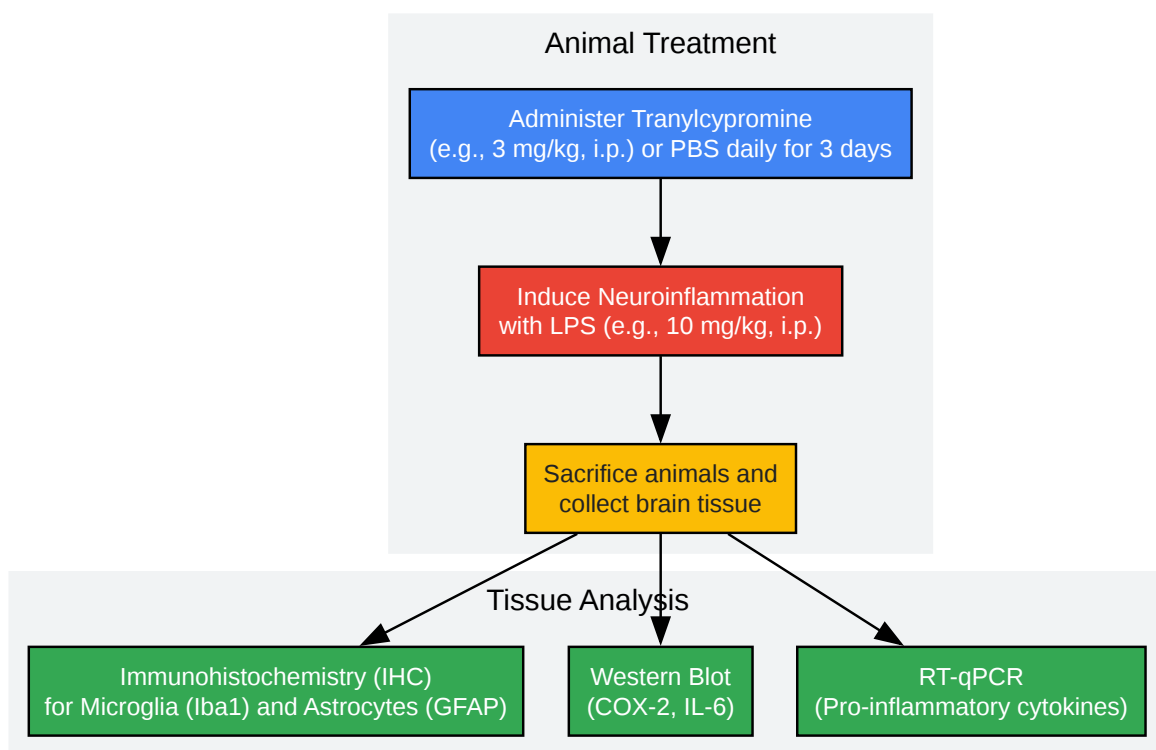 Animal Treatment
Administer Tranylcypromine
(e.g., 3 mg/kg, i.p.) or PBS daily for 3 days
Induce Neuroinflammation
with LPS (e.g., 10 mg/kg, i.p.)
Sacrifice animals and
collect brain tissue
Tissue Analysis
Immunohistochemistry (IHC)
for Microglia (Iba1) and Astrocytes (GFAP)
Western Blot
(COX-2, IL-6)
RT-qPCR
(Pro-inflammatory cytokines)